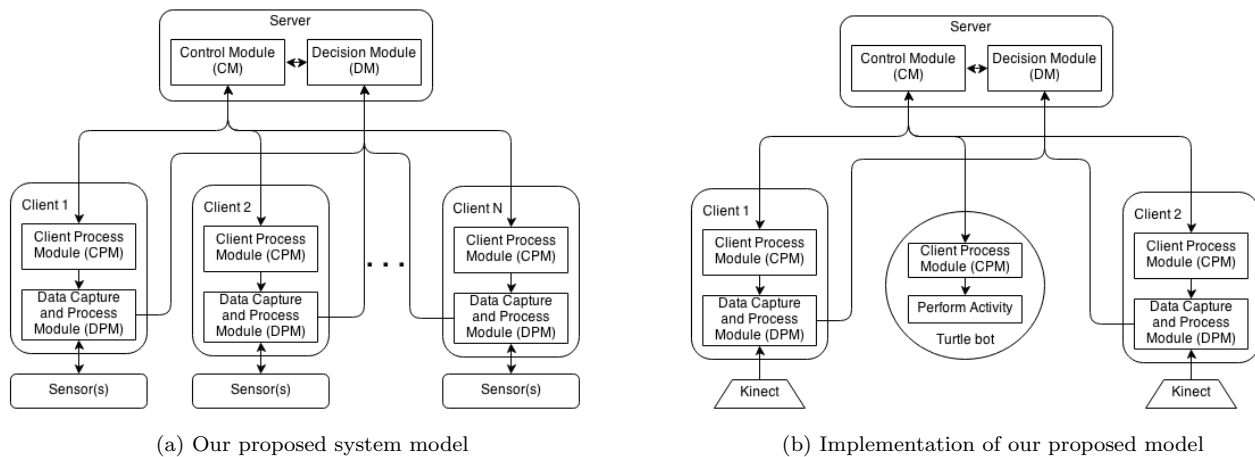 Server
Control Module
(CM)
Decision Module
(DM)
Client 1
Client Process
Module (CPM)
Data Capture
and Process
Module (DPM)
Sensor(s)
Client 2
Client Process
Module (CPM)
Data Capture
and Process
Module (DPM)
Sensor(s)
. . .
Client N
Client Process
Module (CPM)
Data Capture
and Process
Module (DPM)
Sensor(s)
(a) Our proposed system model
Server
Control Module
(CM)
Decision Module
(DM)
Client 1
Client Process
Module (CPM)
Data Capture
and Process
Module (DPM)
Kinect
Client Process
Module (CPM)
Perform Activity
Turtle bot
Client 2
Client Process
Module (CPM)
Data Capture
and Process
Module (DPM)
Kinect
(b) Implementation of our proposed model